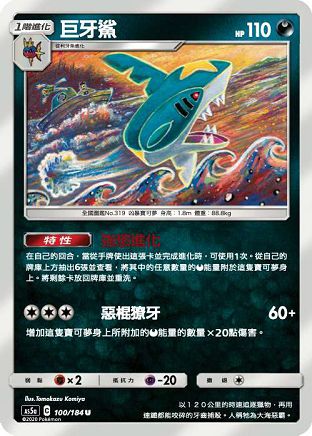 1階進化
巨牙鯊
HP 110
從利牙魚進化
全國圖鑑No.319 凶暴寶可夢 身高：1.8m 體重：88.8kg
特性
在自己的回合，當從手牌使出這張卡並完成進化時，可使用1次。從自己的
牌庫上方抽出6張並查看，將其中的任意數量的能量附於這隻寶可夢身
上。將剩餘卡放回牌庫並重洗。
惡棍獠牙 60+
增加這隻寶可夢身上所附加的能量的數量×20點傷害。
弱點 ×2 抵抗力 -20 撤退
Illus.Tomokazu Komiya
AS5a C 100/184 U
©2020 Pokémon
以１２０公里的時速追逐獵物，再用
連鐵都能咬碎的牙齒捕殺。人稱牠為大海惡霸。